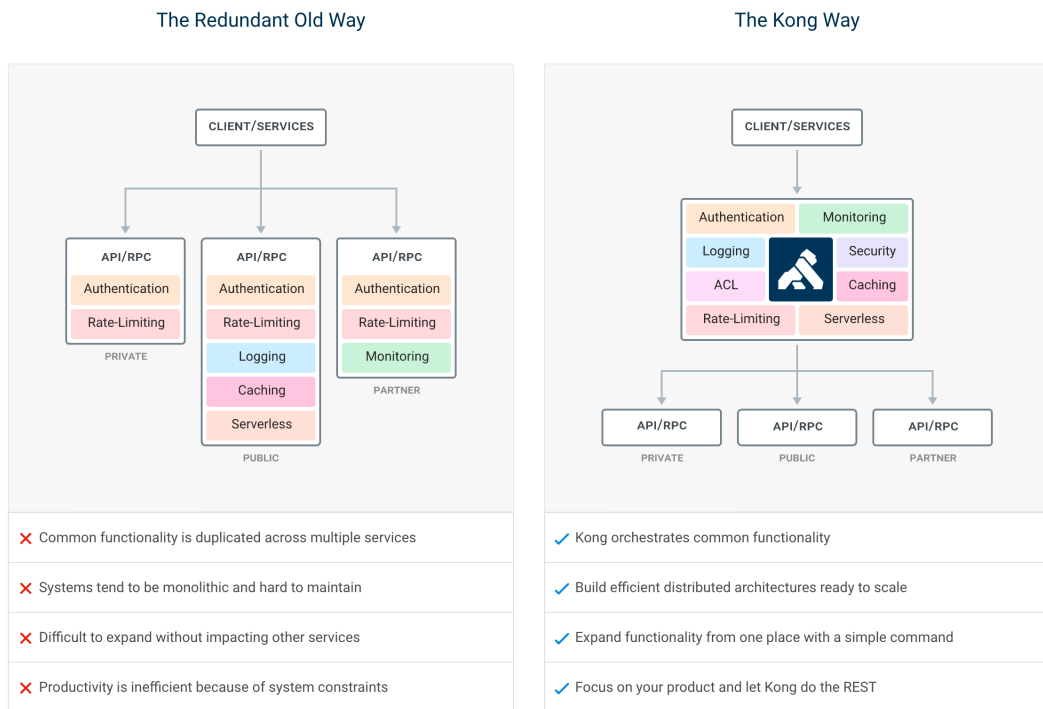 The Redundant Old Way
CLIENT/SERVICES
API/RPC
Authentication
Rate-Limiting
PRIVATE
API/RPC
Authentication
Rate-Limiting
Logging
Caching
Serverless
PUBLIC
API/RPC
Authentication
Rate-Limiting
Monitoring
PARTNER
Common functionality is duplicated across multiple services
Systems tend to be monolithic and hard to maintain
Difficult to expand without impacting other services
Productivity is inefficient because of system constraints
The Kong Way
CLIENT/SERVICES
Authentication
Monitoring
Logging
Security
ACL
Caching
Rate-Limiting
Serverless
API/RPC
PRIVATE
API/RPC
PUBLIC
API/RPC
PARTNER
Kong orchestrates common functionality
Build efficient distributed architectures ready to scale
Expand functionality from one place with a simple command
Focus on your product and let Kong do the REST